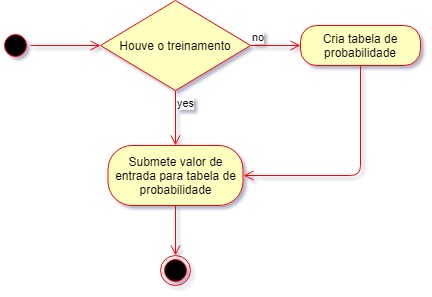 Houve o treinamento
no
Cria tabela de
probabilidade
yes
Submete valor de
entrada para tabela de
probabilidade